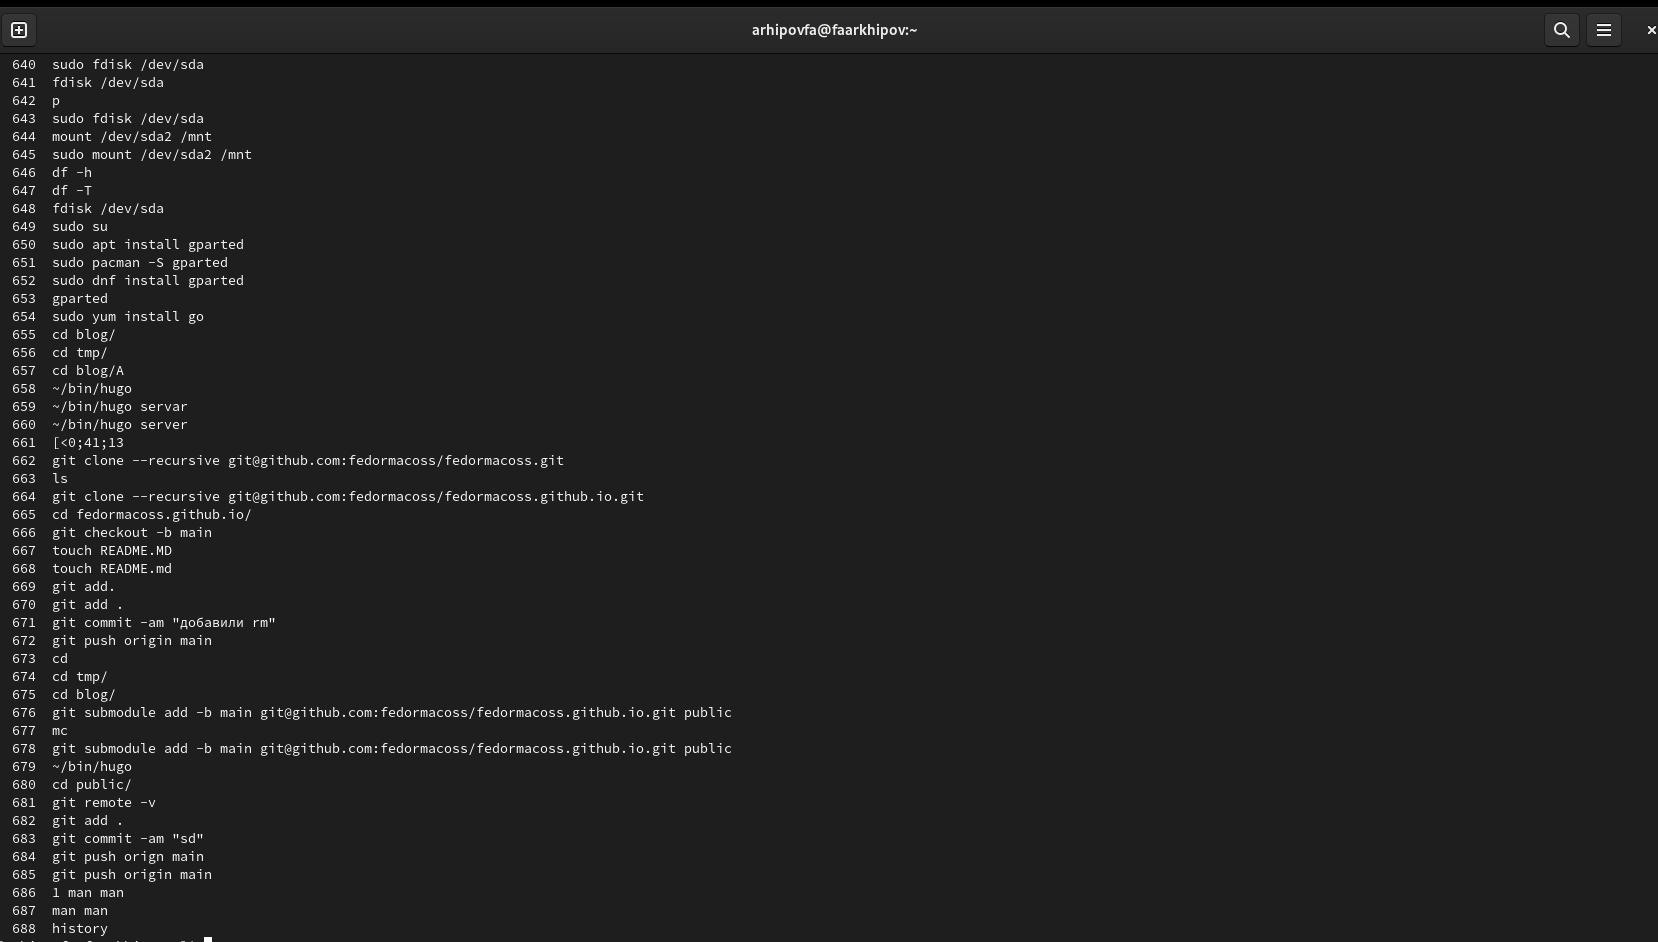 arhipovfa@faarkhipov:~
640 sudo fdisk /dev/sda
641 fdisk /dev/sda
642 p
643 sudo fdisk /dev/sda
644 mount /dev/sda2 /mnt
645 sudo mount /dev/sda2 /mnt
646 df -h
647 df -T
648 fdisk /dev/sda
649 sudo su
650 sudo apt install gparted
651 sudo pacman -S gparted
652 sudo dnf install gparted
653 gparted
654 sudo yum install go
655 cd blog/
656 cd tmp/
657 cd blog/A
658 ~/bin/hugo
659 ~/bin/hugo servar
660 ~/bin/hugo server
661 [<0;41;13
662 git clone --recursive git@github.com:fedormacoss/fedormacoss.git
663 ls
664 git clone --recursive git@github.com:fedormacoss/fedormacoss.github.io.git
665 cd fedormacoss.github.io/
666 git checkout -b main
667 touch README.MD
668 touch README.md
669 git add.
670 git add .
671 git commit -am "добавили rm"
672 git push origin main
673 cd
674 cd tmp/
675 cd blog/
676 git submodule add -b main git@github.com:fedormacoss/fedormacoss.github.io.git public
677 mc
678 git submodule add -b main git@github.com:fedormacoss/fedormacoss.github.io.git public
679 ~/bin/hugo
680 cd public/
681 git remote -v
682 git add .
683 git commit -am "sd"
684 git push orign main
685 git push origin main
686 1 man man
687 man man
688 history